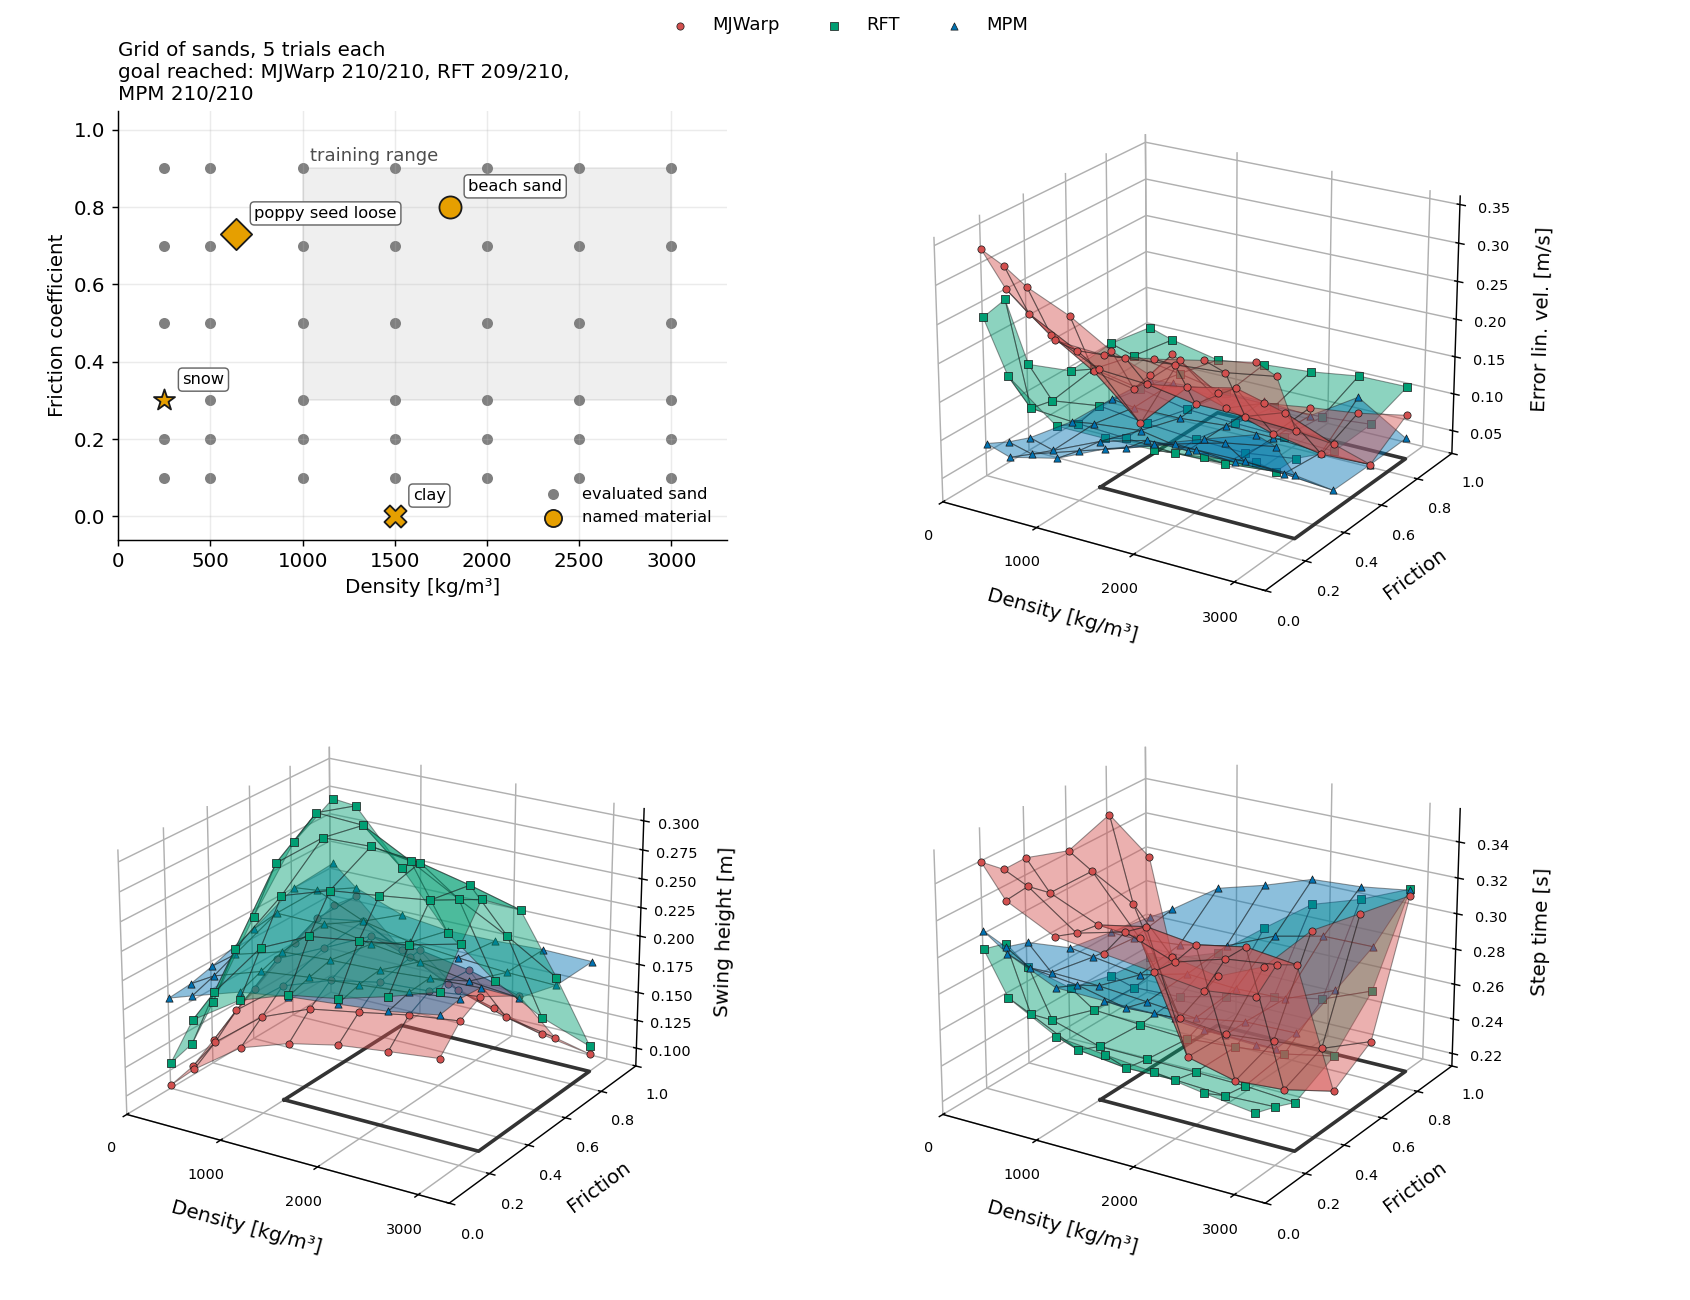 MJWarp RFT MPM
Grid of sands, 5 trials each
goal reached: MJWarp 210/210, RFT 209/210,
MPM 210/210
1.0
0.8
0.6
0.4
0.2
0.0
Friction coefficient
training range
beach sand
poppy seed loose
snow
clay
evaluated sand
named material
0 500 1000 1500 2000 2500 3000
Density [kg/m³]
0.35
0.30
0.25
0.20
0.15
0.10
0.05
Error lin. vel. [m/s]
0
1000
2000
3000
Density [kg/m³]
0.0
0.2
0.4
0.6
0.8
1.0
Friction
0.300
0.275
0.250
0.225
0.200
0.175
0.150
0.125
0.100
Swing height [m]
0
1000
2000
3000
Density [kg/m³]
0.0
0.2
0.4
0.6
0.8
1.0
Friction
0.34
0.32
0.30
0.28
0.26
0.24
0.22
Step time [s]
0
1000
2000
3000
Density [kg/m³]
0.0
0.2
0.4
0.6
0.8
1.0
Friction